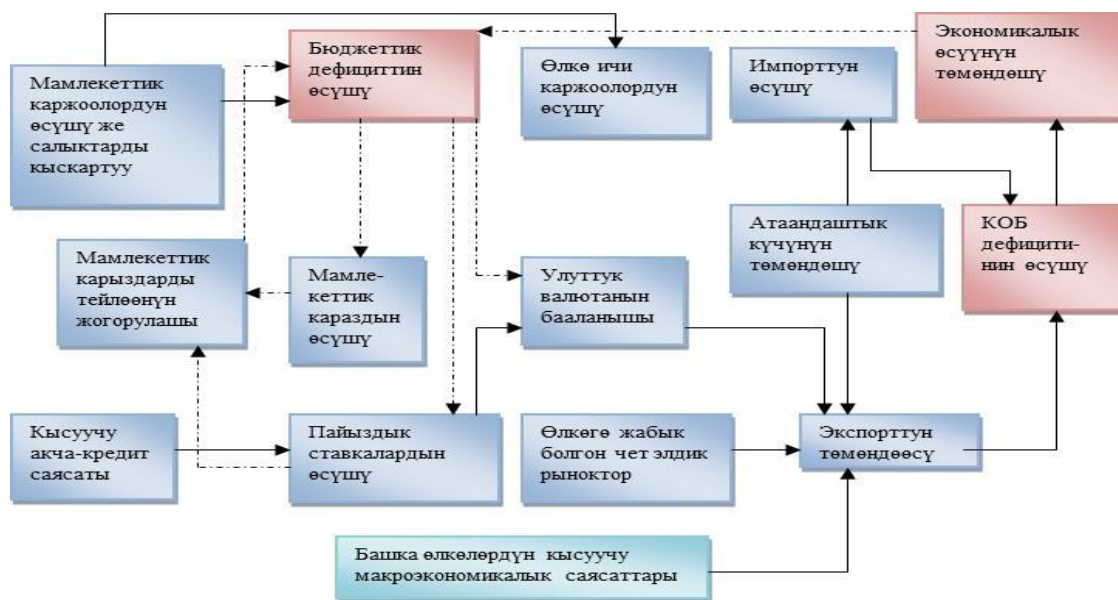 Мамлекеттик
каржоолордун
өсүшү же
салыктарды
кыскартуу
Бюджеттик
дефициттин
өсүшү
Өлкө ичи
каржоолордун
өсүшү
Импорттун
өсүшү
Экономикалык
өсүүнүн
төмөндөшү
Мамлекеттик
карыздарды
тейлөөнүн
жогорулашы
Мамле-
кеттик
караздын
өсүшү
Улуттук
валютанын
бааланышы
Атаандаштык
күчүнүн
төмөндөшү
КОБ
дефицити-
нин өсүшү
Кысуучу
акча-кредит
саясаты
Пайыздык
ставкалардын
өсүшү
Өлкөгө жабык
болгон чет элдик
рыноктор
Экспорттун
төмөндөөсү
Башка өлкөлөрдүн кысуучу
макроэкономикалык саясаттары